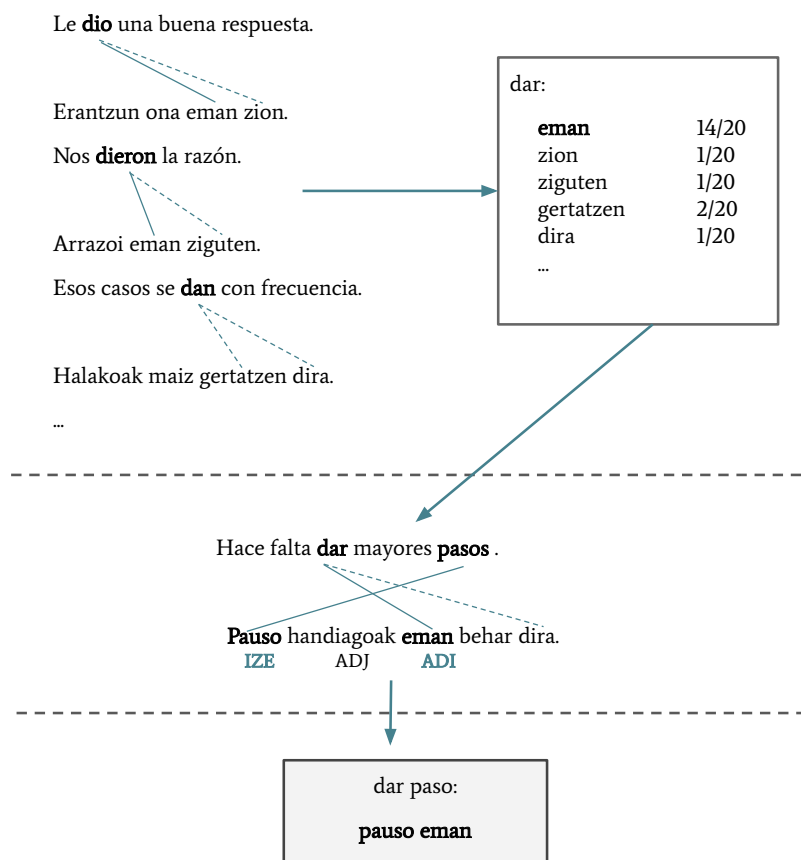 Le dio una buena respuesta.
Erantzun ona eman zion.
Nos dieron la razón.
Arrazoi eman ziguten.
Esos casos se dan con frecuencia.
Halakoak maiz gertatzen dira.
...
dar:
eman 14/20
zion 1/20
ziguten 1/20
gertatzen 2/20
dira 1/20
...
Hace falta dar mayores pasos .
Pauso handiagoak eman behar dira.
IZE ADJ ADI
dar paso:
pauso eman